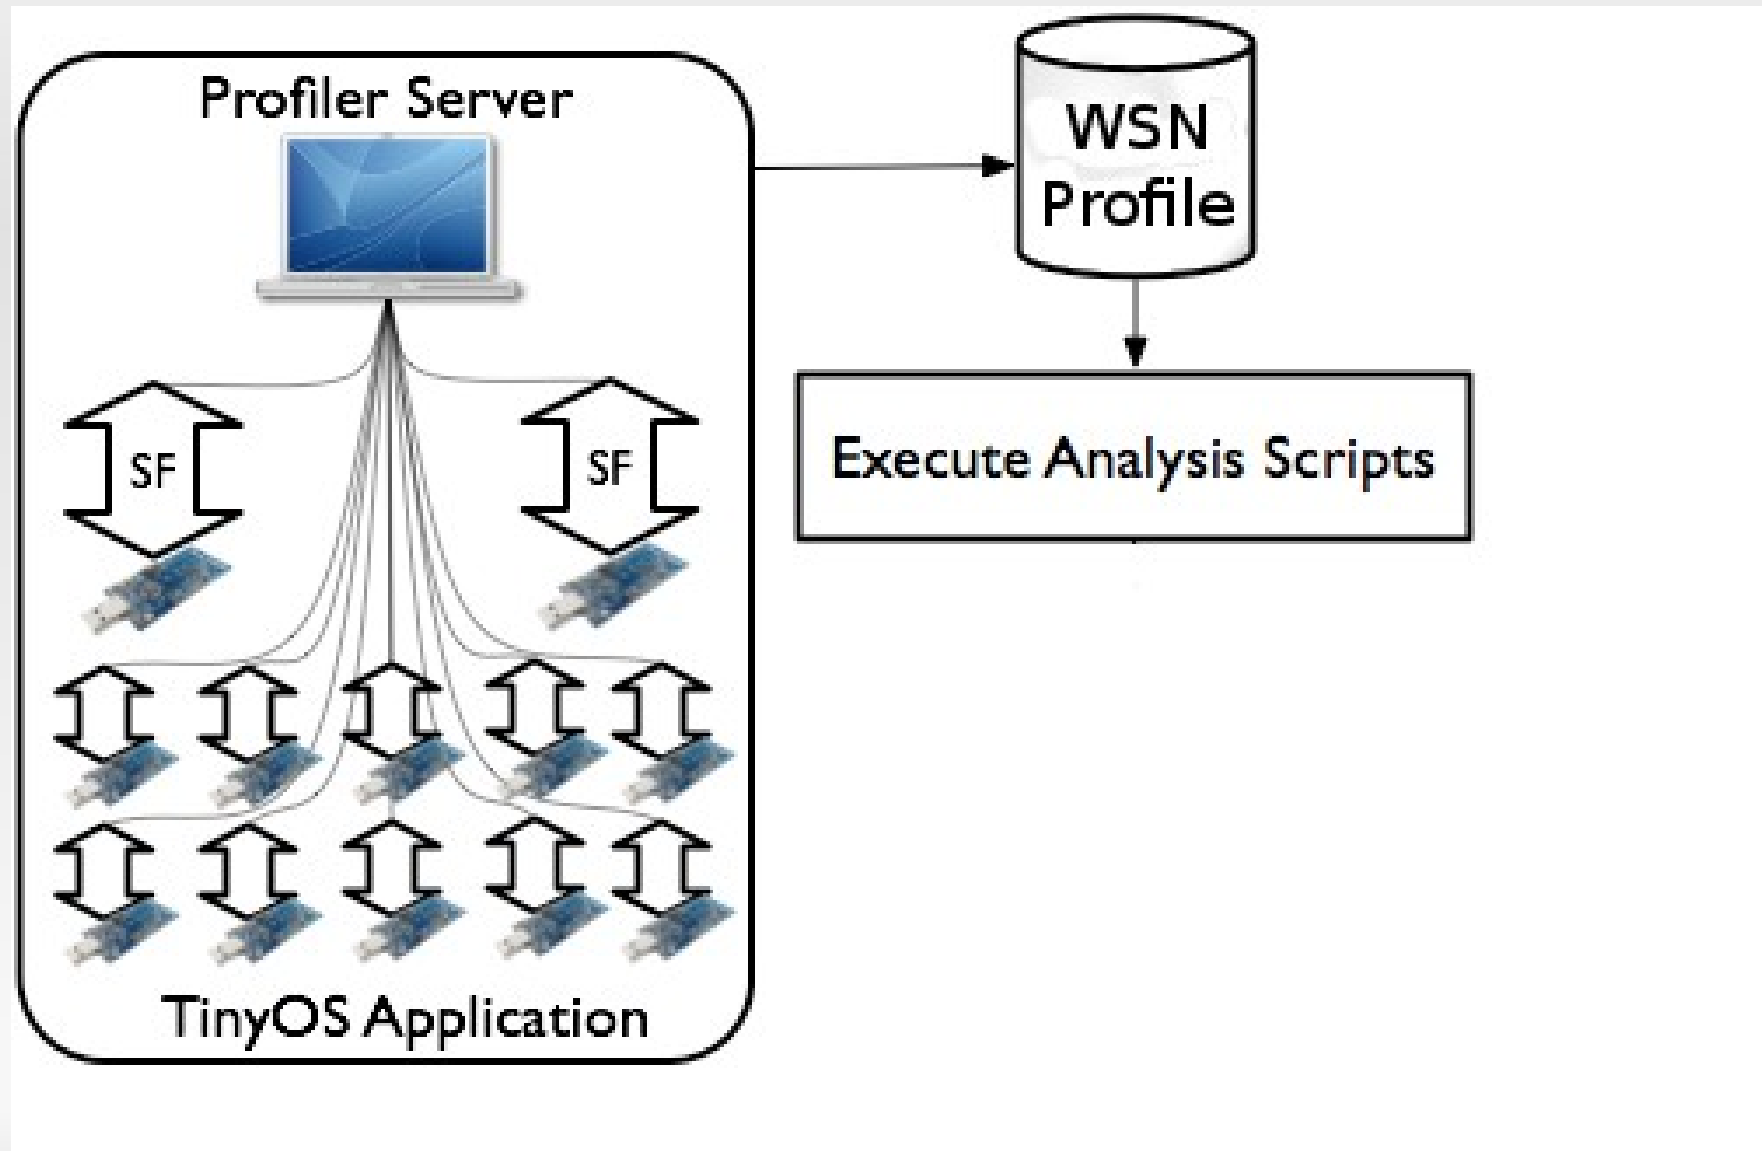 Profiler Server
WSN
Profile
SF
SF
Execute Analysis Scripts
TinyOS Application